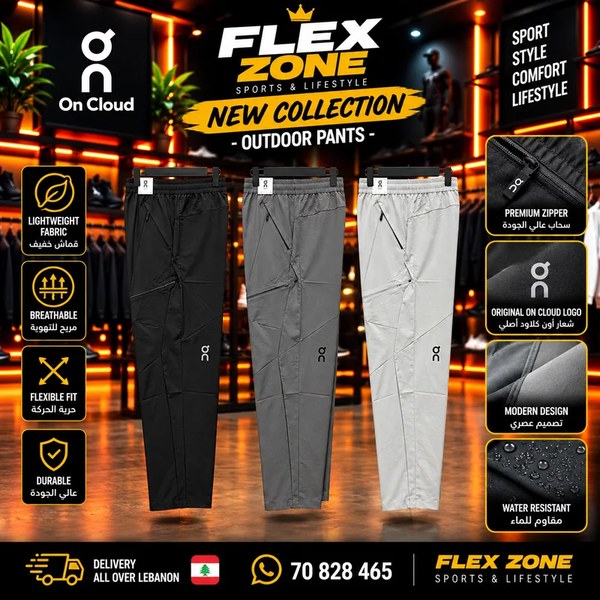 On Cloud
FLEX
ZONE
SPORTS & LIFESTYLE
NEW COLLECTION
- OUTDOOR PANTS -
SPORT
STYLE
COMFORT
LIFESTYLE
LIGHTWEIGHT
FABRIC
قماش خفيف
BREATHABLE
مريح للتهوية
FLEXIBLE FIT
حرية الحركة
DURABLE
عالي الجودة
PREMIUM ZIPPER
سحاب عالي الجودة
ORIGINAL ON CLOUD LOGO
شعار أون كلاود أصلي
MODERN DESIGN
تصميم عصري
WATER RESISTANT
مقاوم للماء
DELIVERY
ALL OVER LEBANON
70 828 465
FLEX ZONE
SPORTS & LIFESTYLE